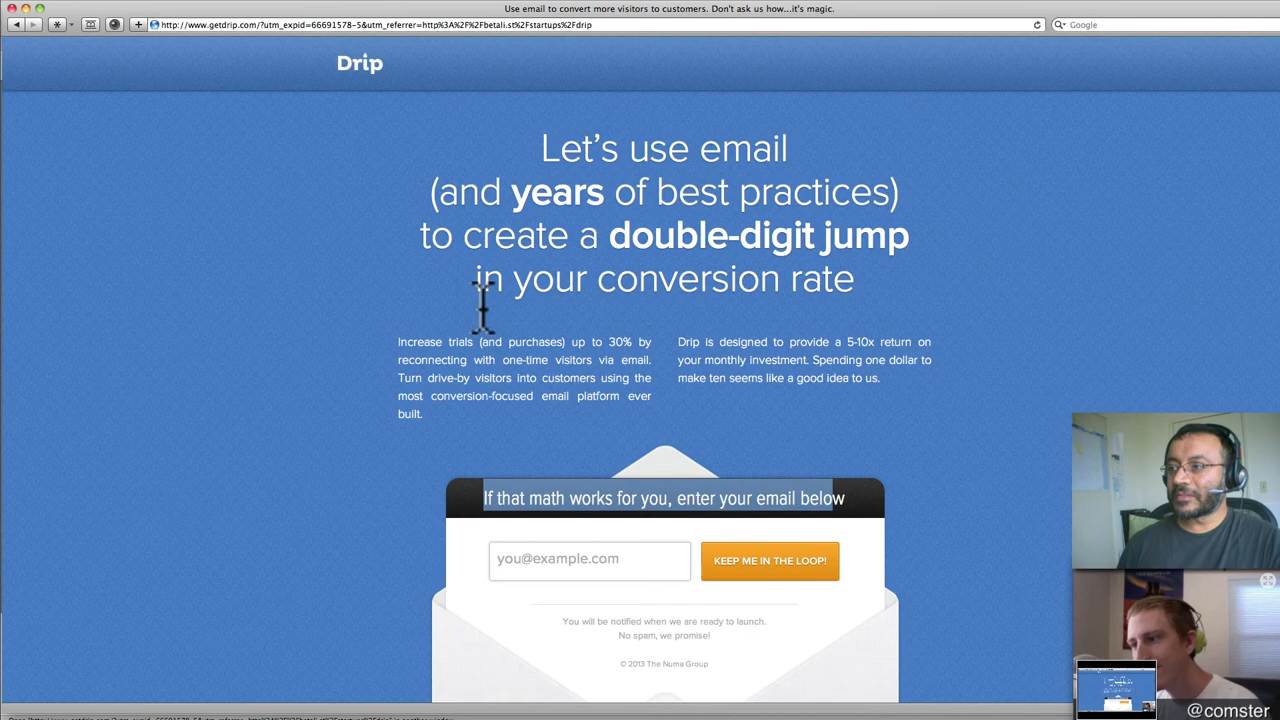 Use email to convert more visitors to customers. Don't ask us how...it's magic.
http://www.getdrip.com/?utm_expid=66691578-5&utm_referrer=http%3A%2F%2Fbetali.st%2Fstartups%2Fdrip
Google
Drip
Let's use email
(and years of best practices)
to create a double-digit jump
in your conversion rate
Increase trials (and purchases) up to 30% by
reconnecting with one-time visitors via email.
Turn drive-by visitors into customers using the
most conversion-focused email platform ever
built.
Drip is designed to provide a 5-10x return on
your monthly investment. Spending one dollar to
make ten seems like a good idea to us.
If that math works for you, enter your email below
you@example.com
KEEP ME IN THE LOOP!
You will be notified when we are ready to launch.
No spam, we promise!
© 2013 The Numa Group
@comster